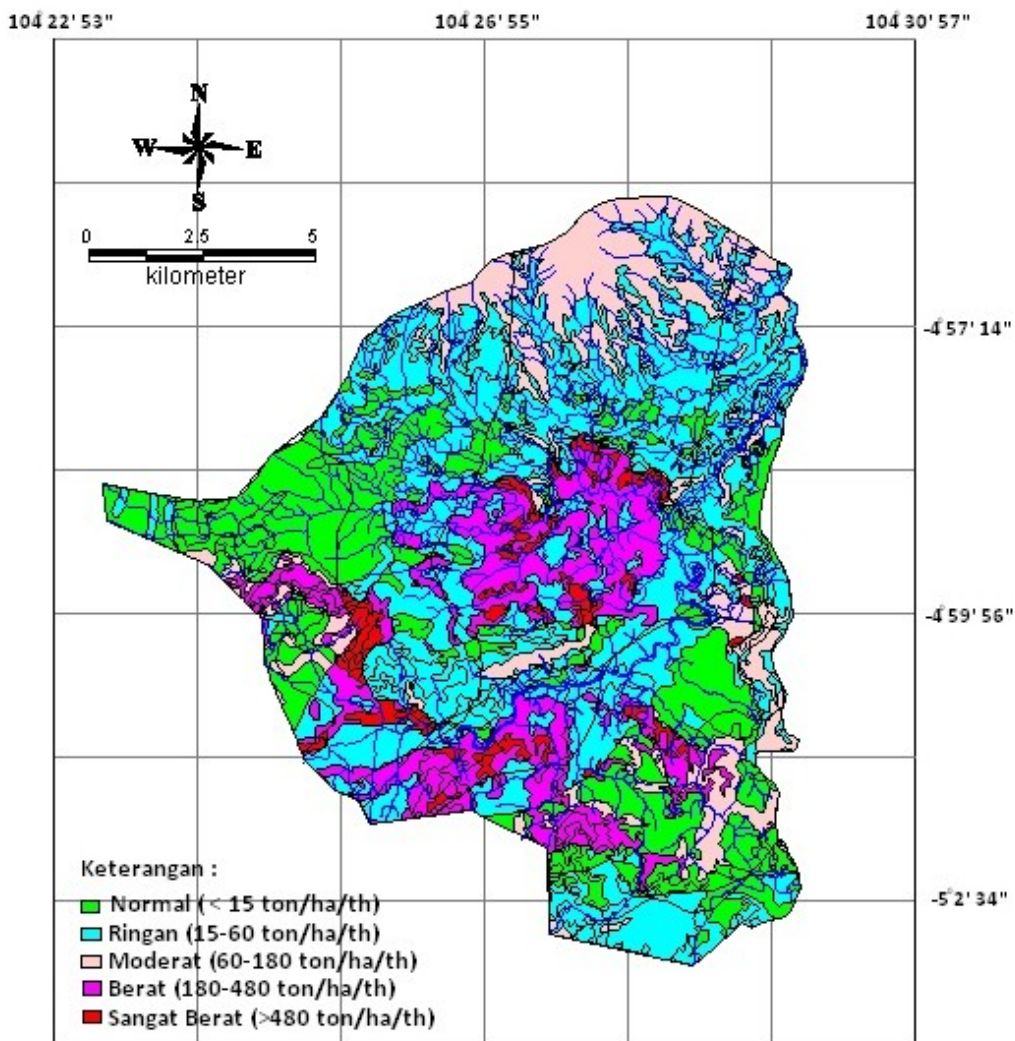 104° 22' 53"
104° 26' 55"
104° 30' 57"
N
W E
S
0 2.5 5
kilometer
-4° 57' 14"
-4° 59' 56"
-5° 2' 34"
Keterangan :
Normal (< 15 ton/ha/th)
Ringan (15-60 ton/ha/th)
Moderat (60-180 ton/ha/th)
Berat (180-480 ton/ha/th)
Sangat Berat (>480 ton/ha/th)